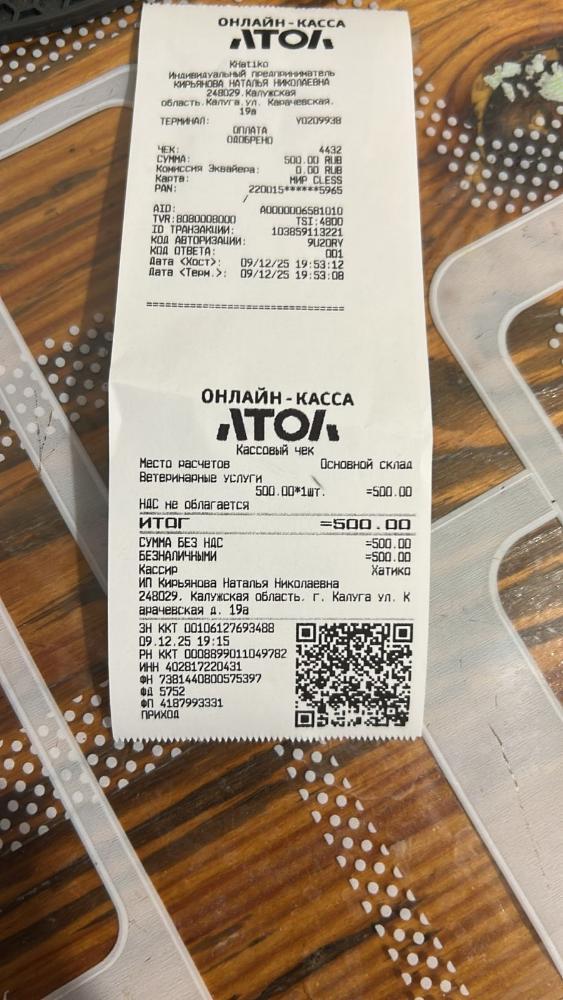 ОНЛАЙН-КАССА
АТОЛ
KHatiko
Индивидуальный предприниматель
КИРЬЯНОВА НАТАЛЬЯ НИКОЛАЕВНА
248029, Калужская
область, Калуга, ул. Карачевская,
19а
ТЕРМИНАЛ: Y0209938
ОПЛАТА
ОДОБРЕНО
ЧЕК: 4432
СУММА: 500.00 RUB
Комиссия Эквайера: 0.00 RUB
Карта: МИР CLESS
PAN: 220015******5965
/
AID: A0000006581010
TVR:8080008000 TSI:4800
ID ТРАНЗАКЦИИ: 103859113221
КОД АВТОРИЗАЦИИ: 9U2DRY
КОД ОТВЕТА: 001
Дата <Хост>: 09/12/25 19:53:12
Дата <Терм.>: 09/12/25 19:53:08
===================================
ОНЛАЙН-КАССА
АТОЛ
Кассовый чек
Место расчетов Основной склад
Ветеринарные услуги
500.00*1шт. =500.00
НДС не облагается
ИТОГ =500.00
СУММА БЕЗ НДС =500.00
БЕЗНАЛИЧНЫМИ =500.00
Кассир Хатико
ИП Кирьянова Наталья Николаевна
248029, Калужская область, г. Калуга ул. К
арачевская д. 19а
ЗН ККТ 00106127693488
09.12.25 19:15
РН ККТ 0008899011049782
ИНН 402817220431
ФН 7381440800575397
ФД 5752
ФП 4187993331
ПРИХОД